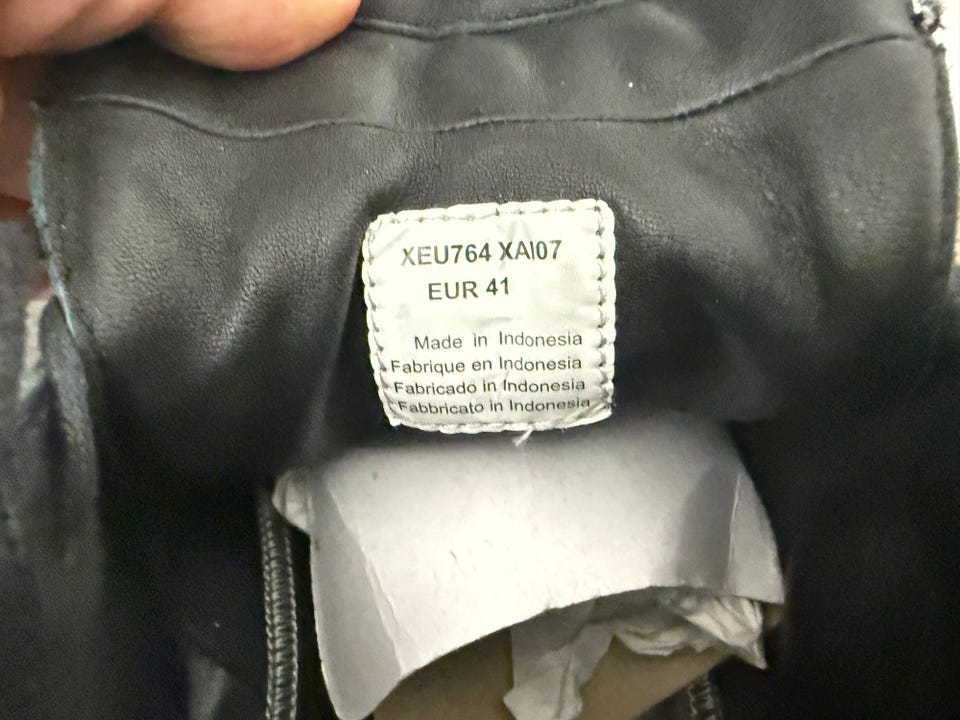 XEU764 XAI07
EUR 41
Made in Indonesia
Fabrique en Indonesia
Fabricado in Indonesia
Fabbricato in Indonesia